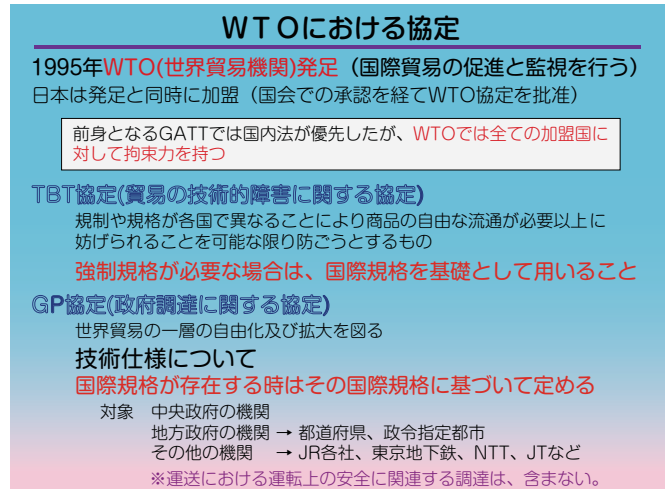 ＷＴＯにおける協定
1995年WTO(世界貿易機関)発足（国際貿易の促進と監視を行う）
日本は発足と同時に加盟（国会での承認を経てWTO協定を批准）
前身となるGATTでは国内法が優先したが、WTOでは全ての加盟国に
対して拘束力を持つ
TBT協定(貿易の技術的障害に関する協定)
規制や規格が各国で異なることにより商品の自由な流通が必要以上に
妨げられることを可能な限り防ごうとするもの
強制規格が必要な場合は、国際規格を基礎として用いること
GP協定(政府調達に関する協定)
世界貿易の一層の自由化及び拡大を図る
技術仕様について
国際規格が存在する時はその国際規格に基づいて定める
対象　中央政府の機関
地方政府の機関 → 都道府県、政令指定都市
その他の機関　→ JR各社、東京地下鉄、NTT、JTなど
※運送における運転上の安全に関連する調達は、含まない。